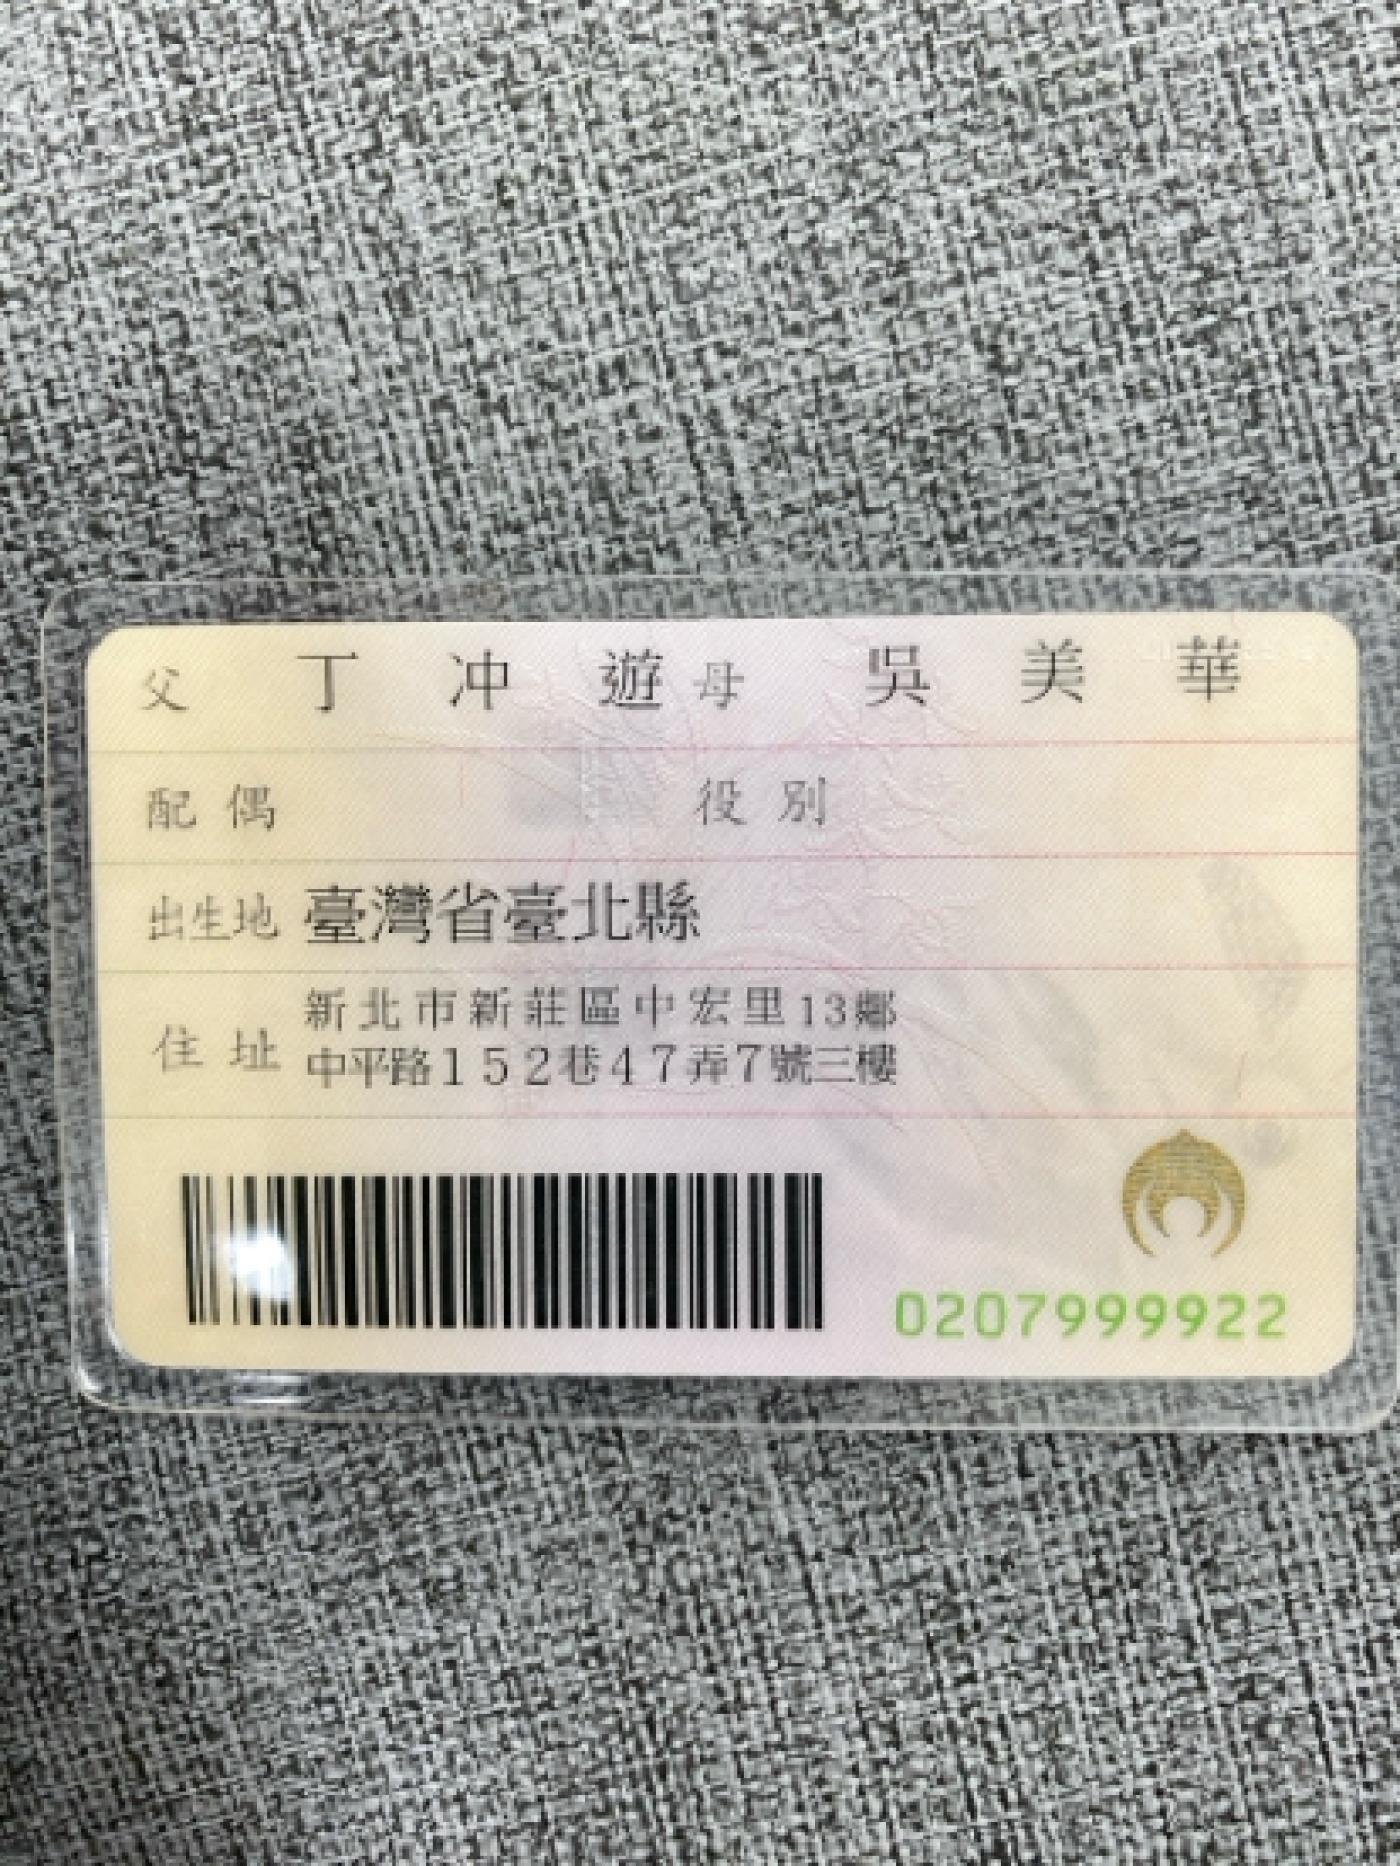 父 丁冲遊 母 吳美華
配偶 役別
出生地 臺灣省臺北縣
住址 新北市新莊區中宏里13鄰
中平路152巷47弄7號三樓
0207999922